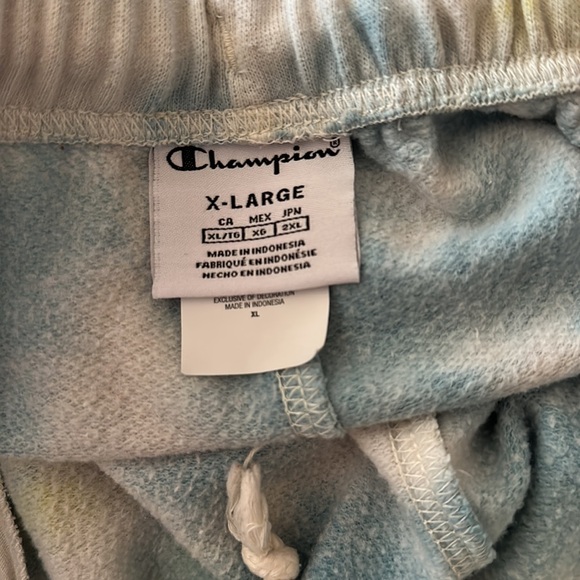 Champion®
X-LARGE
CA MEX JPN
XL/TG XG 2XL
MADE IN INDONESIA
FABRIQUÉ EN INDONÉSIE
HECHO EN INDONESIA
EXCLUSIVE OF DECORATION
MADE IN INDONESIA
XL